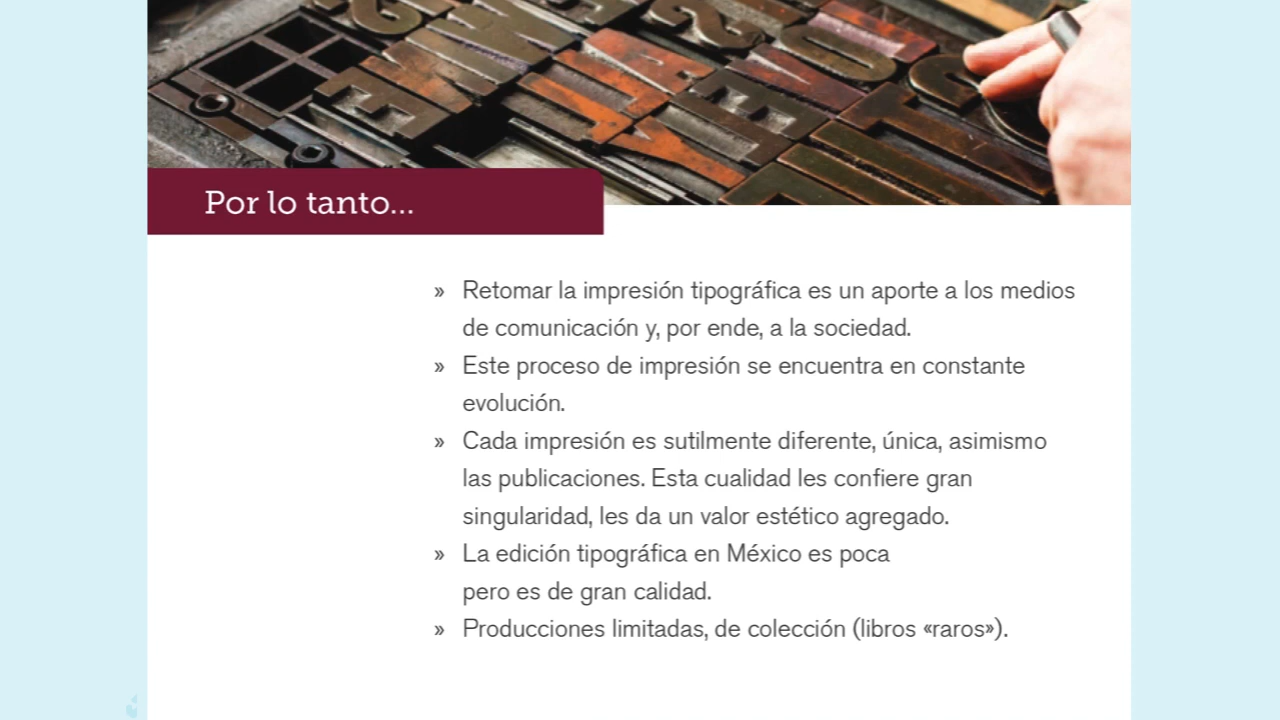 Por lo tanto...
» Retomar la impresión tipográfica es un aporte a los medios
de comunicación y, por ende, a la sociedad.
» Este proceso de impresión se encuentra en constante
evolución.
» Cada impresión es sutilmente diferente, única, asimismo
las publicaciones. Esta cualidad les confiere gran
singularidad, les da un valor estético agregado.
» La edición tipográfica en México es poca
pero es de gran calidad.
» Producciones limitadas, de colección (libros «raros»).